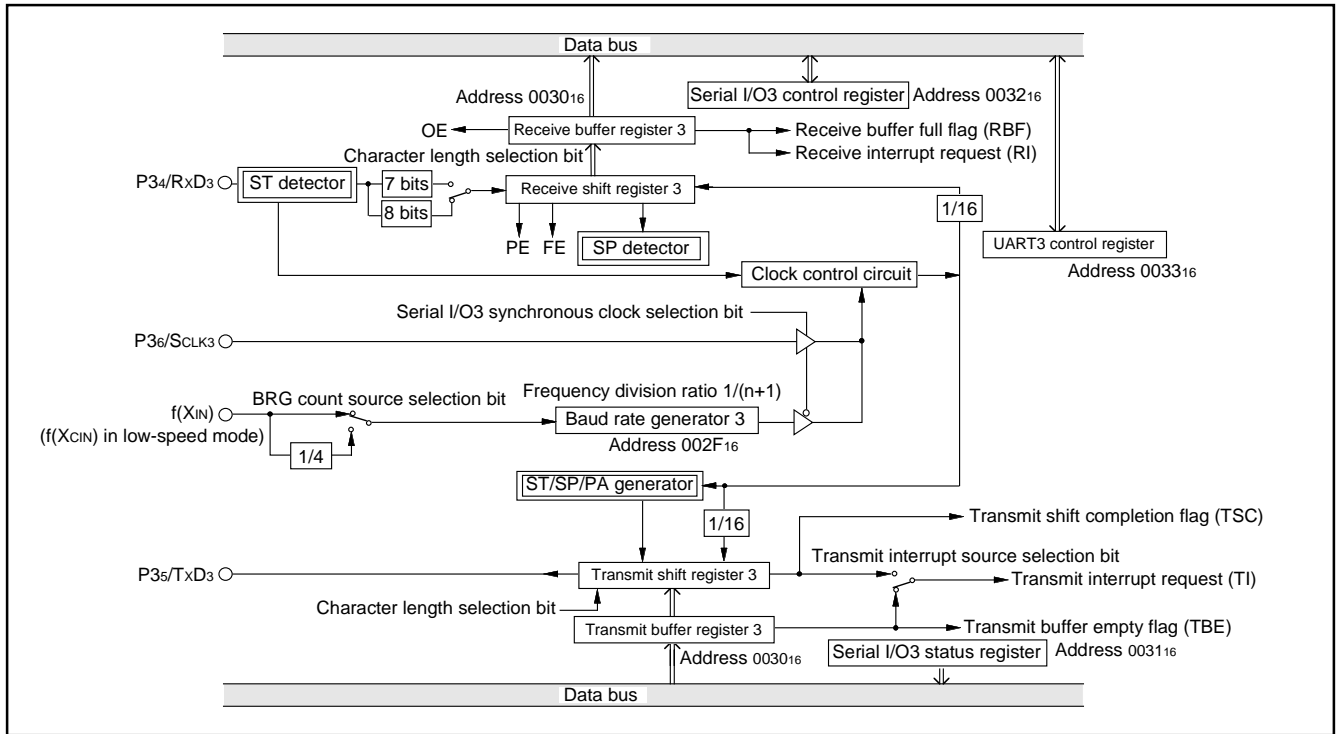 Data bus
Address 0030₁₆
Serial I/O3 control register
Address 0032₁₆
OE
Receive buffer register 3
Receive buffer full flag (RBF)
Receive interrupt request (RI)
Character length selection bit
P3₄/RxD₃
ST detector
7 bits
8 bits
Receive shift register 3
1/16
PE
FE
SP detector
UART3 control register
Address 0033₁₆
Clock control circuit
Serial I/O3 synchronous clock selection bit
P3₆/SCLK3
f(XIN)
(f(XCIN) in low-speed mode)
BRG count source selection bit
1/4
Frequency division ratio 1/(n+1)
Baud rate generator 3
Address 002F₁₆
ST/SP/PA generator
1/16
Transmit shift completion flag (TSC)
Transmit interrupt source selection bit
P3₅/TxD₃
Transmit shift register 3
Transmit interrupt request (TI)
Character length selection bit
Transmit buffer register 3
Transmit buffer empty flag (TBE)
Address 0030₁₆
Serial I/O3 status register
Address 0031₁₆
Data bus